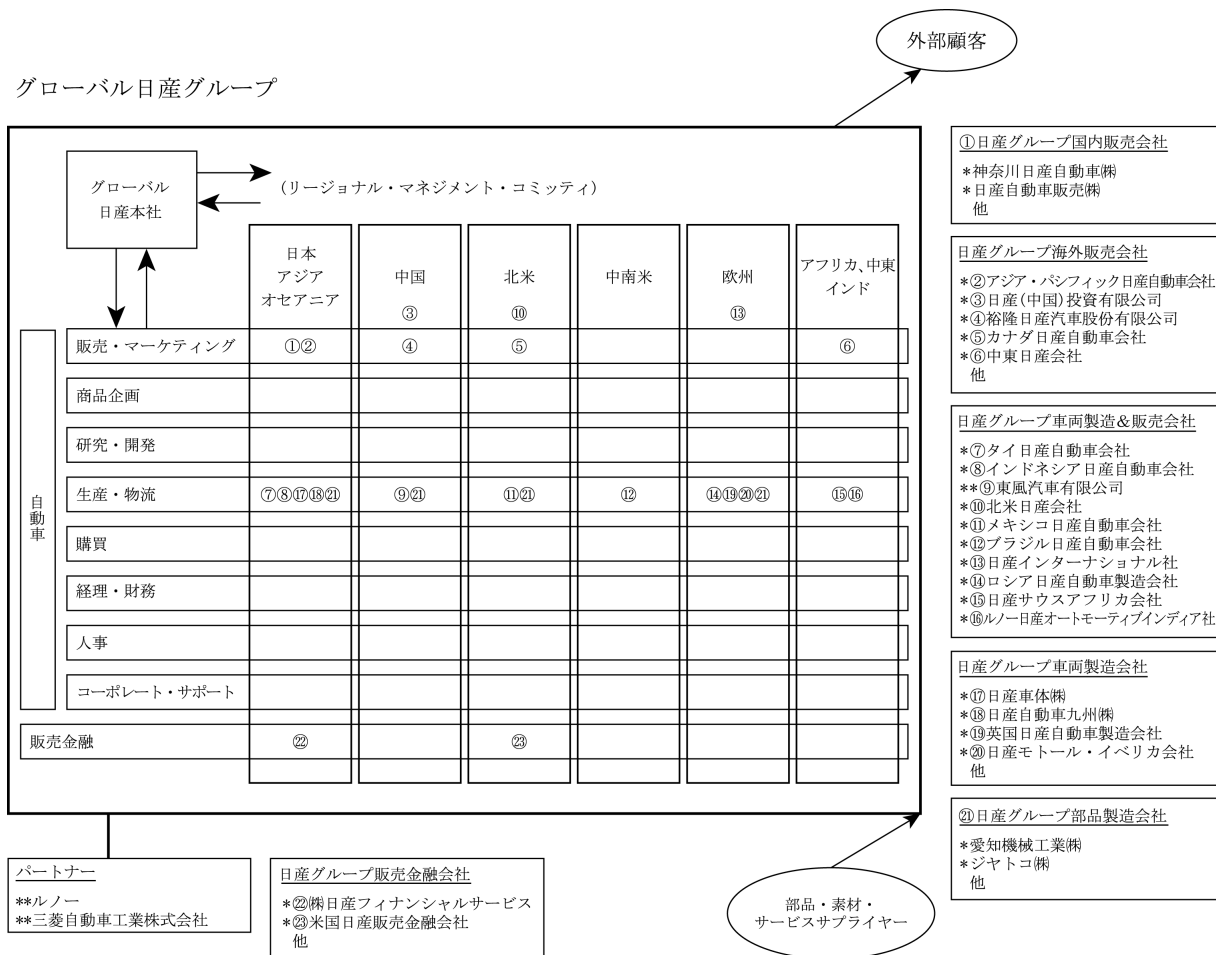 外部顧客
グローバル日産グループ
グローバル
日産本社
(リージョナル・マネジメント・コミッティ)
日本
アジア
オセアニア
中国
③
北米
⑩
中南米
欧州
⑬
アフリカ、中東
インド
自動車
販売・マーケティング ①② ④ ⑤ ⑥
商品企画
研究・開発
生産・物流 ⑦⑧⑰⑱㉑ ⑨㉑ ⑪㉑ ⑫ ⑭⑲⑳㉑ ⑮⑯
購買
経理・財務
人事
コーポレート・サポート
販売金融 ㉒ ㉓
①日産グループ国内販売会社
*神奈川日産自動車㈱
*日産自動車販売㈱
他
日産グループ海外販売会社
*②アジア・パシフィック日産自動車会社
*③日産(中国)投資有限公司
*④裕隆日産汽車股份有限公司
*⑤カナダ日産自動車会社
*⑥中東日産会社
他
日産グループ車両製造&販売会社
*⑦タイ日産自動車会社
*⑧インドネシア日産自動車会社
**⑨東風汽車有限公司
*⑩北米日産会社
*⑪メキシコ日産自動車会社
*⑫ブラジル日産自動車会社
*⑬日産インターナショナル社
*⑭ロシア日産自動車製造会社
*⑮日産サウスアフリカ会社
*⑯ルノー日産オートモーティブインディア社
日産グループ車両製造会社
*⑰日産車体㈱
*⑱日産自動車九州㈱
*⑲英国日産自動車製造会社
*⑳日産モトール・イベリカ会社
他
㉑日産グループ部品製造会社
*愛知機械工業㈱
*ジヤトコ㈱
他
パートナー
**ルノー
**三菱自動車工業株式会社
日産グループ販売金融会社
*㉒㈱日産フィナンシャルサービス
*㉓米国日産販売金融会社
他
部品・素材・
サービスサプライヤー